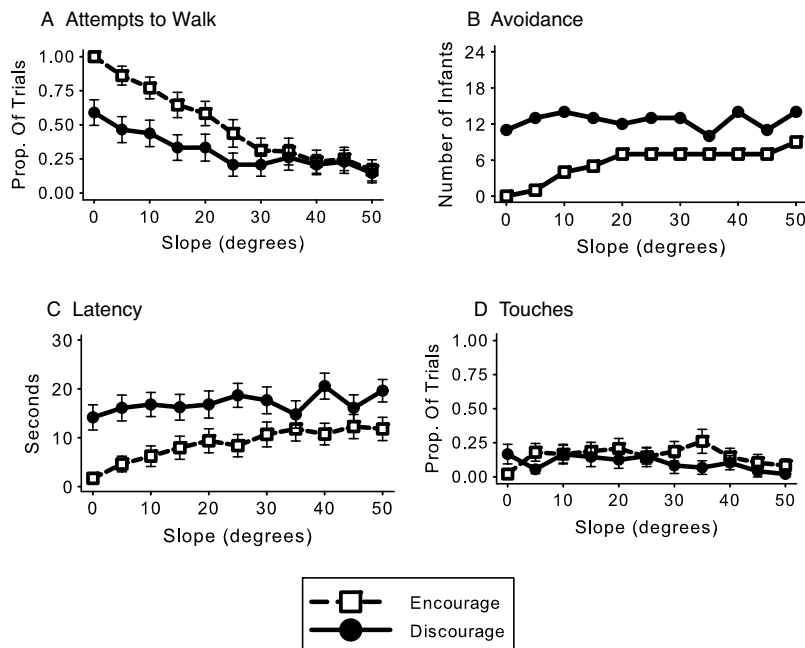 A Attempts to Walk
1.00
0.75
0.50
0.25
0.00
Prop. Of Trials
0 10 20 30 40 50
Slope (degrees)
B Avoidance
24
18
12
6
0
Number of Infants
0 10 20 30 40 50
Slope (degrees)
C Latency
30
20
10
0
Seconds
0 10 20 30 40 50
Slope (degrees)
D Touches
1.00
0.75
0.50
0.25
0.00
Prop. Of Trials
0 10 20 30 40 50
Slope (degrees)
Encourage
Discourage